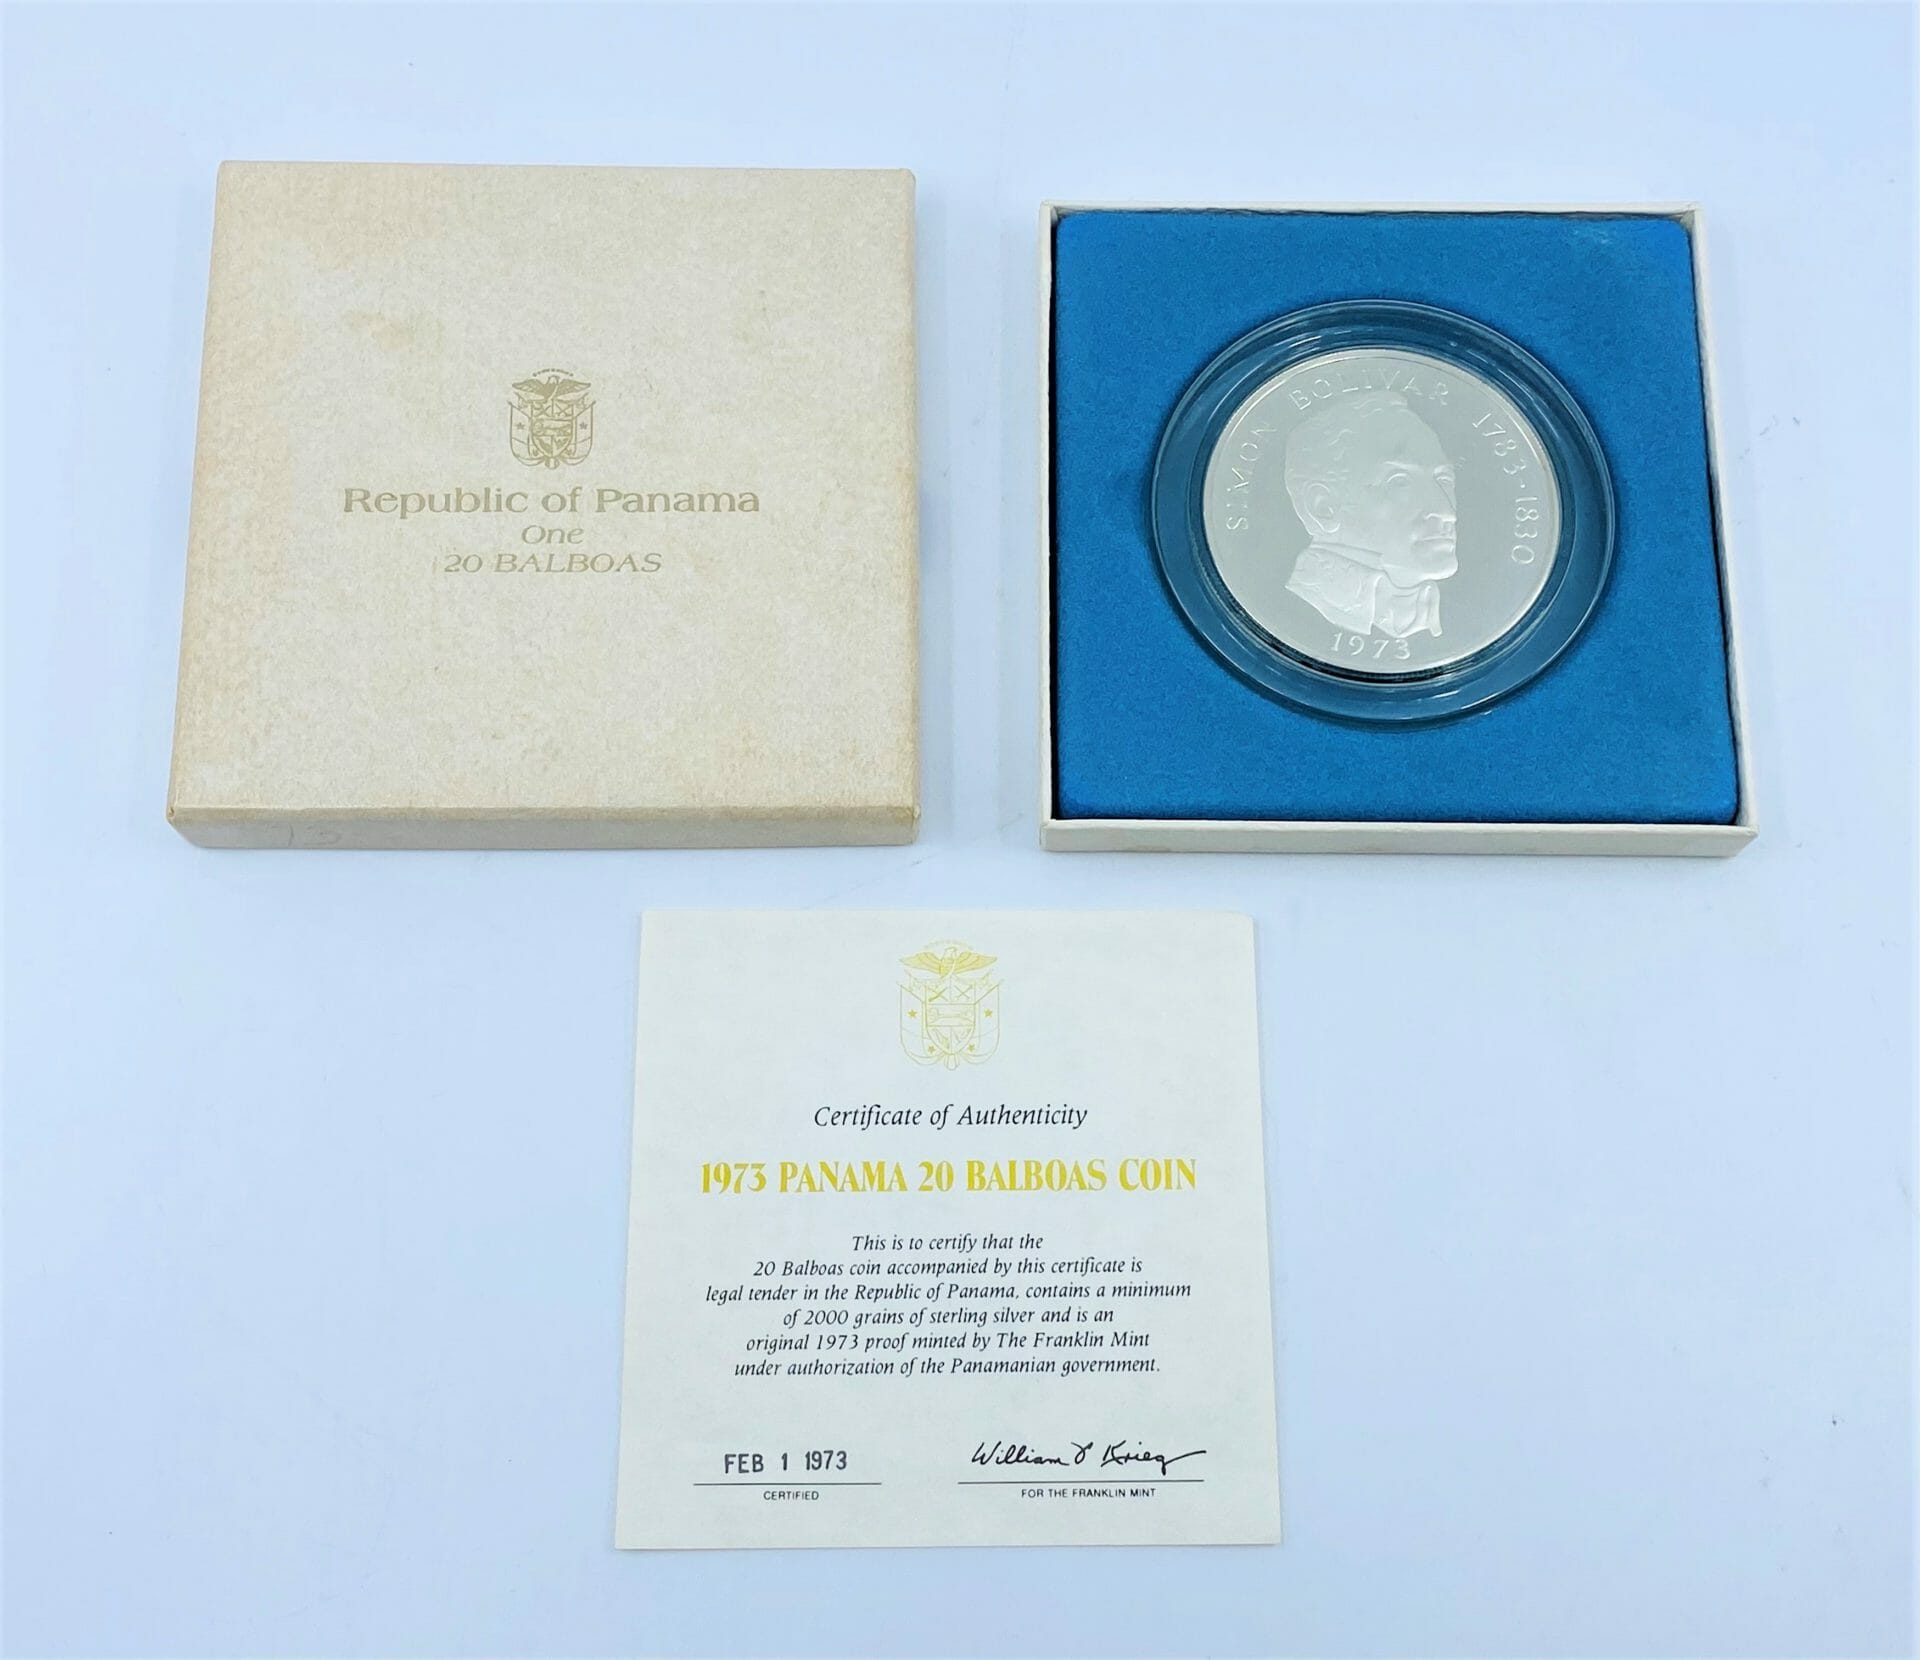 Republic of Panama
One
20 BALBOAS
SIMON BOLIVAR 1783-1830
1973
Certificate of Authenticity
1973 PANAMA 20 BALBOAS COIN
This is to certify that the
20 Balboas coin accompanied by this certificate is
legal tender in the Republic of Panama, contains a minimum
of 2000 grains of sterling silver and is an
original 1973 proof minted by The Franklin Mint
under authorization of the Panamanian government.
FEB 1 1973
CERTIFIED
William Krieg
FOR THE FRANKLIN MINT